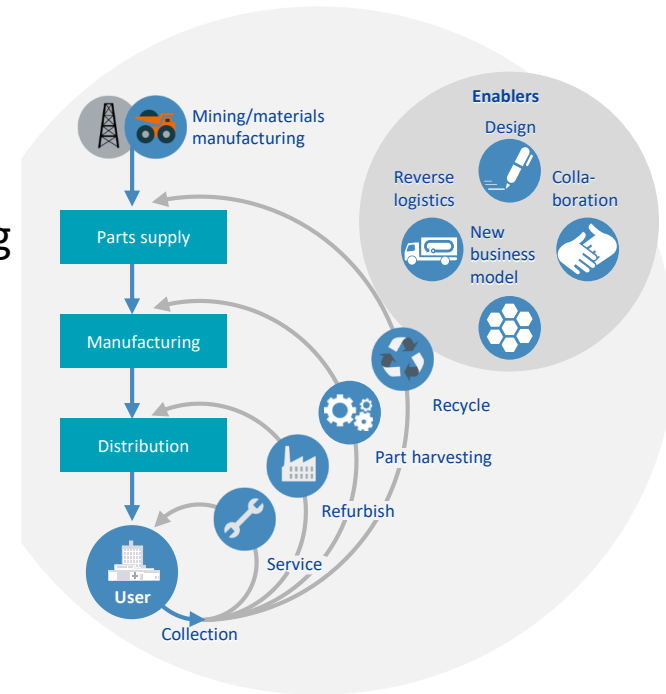 Mining/materials
manufacturing
g
Parts supply
Manufacturing
Distribution
User
Collection
Service
Refurbish
Part harvesting
Recycle
Enablers
Design
Reverse
logistics
Colla-
boration
New
business
model